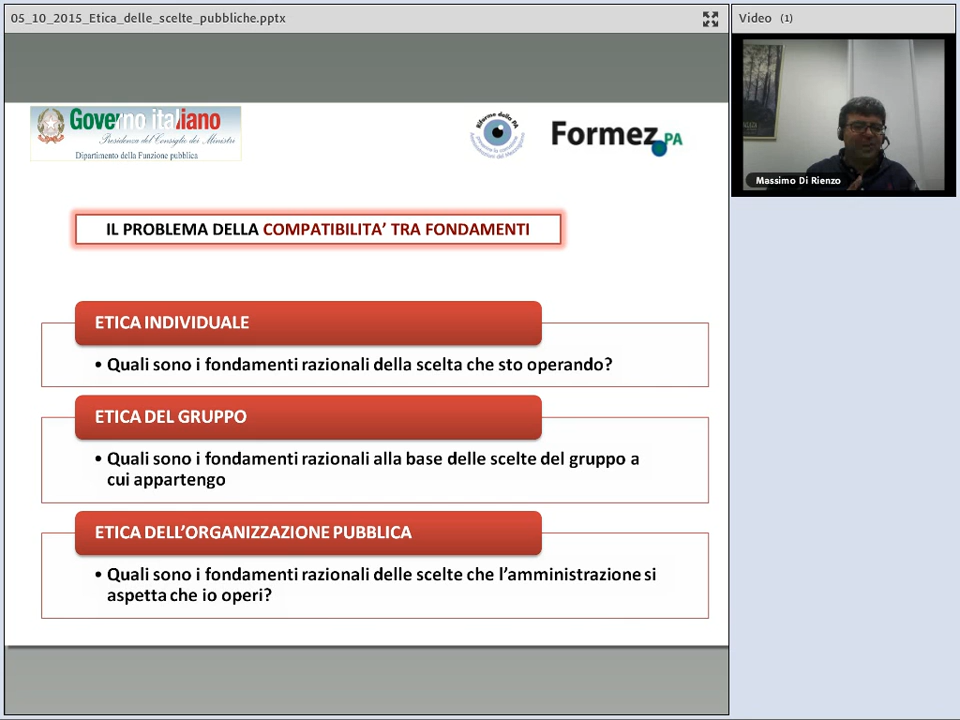 05_10_2015_Etica_delle_scelte_pubbliche.pptx
Video (1)
Governo italiano
Presidenza del Consiglio dei Ministri
Dipartimento della Funzione pubblica
Riforma della PA
Formez PA
Massimo Di Rienzo
IL PROBLEMA DELLA COMPATIBILITA’ TRA FONDAMENTI
ETICA INDIVIDUALE
• Quali sono i fondamenti razionali della scelta che sto operando?
ETICA DEL GRUPPO
• Quali sono i fondamenti razionali alla base delle scelte del gruppo a
cui appartengo
ETICA DELL’ORGANIZZAZIONE PUBBLICA
• Quali sono i fondamenti razionali delle scelte che l’amministrazione si
aspetta che io operi?